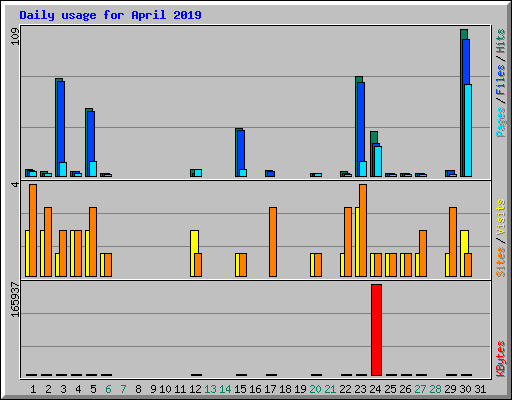 Daily usage for April 2019
109
Pages / Files / Hits
4
Sites / Visits
165937
KBytes
1 2 3 4 5 6 7 8 9 10 11 12 13 14 15 16 17 18 19 20 21 22 23 24 25 26 27 28 29 30 31